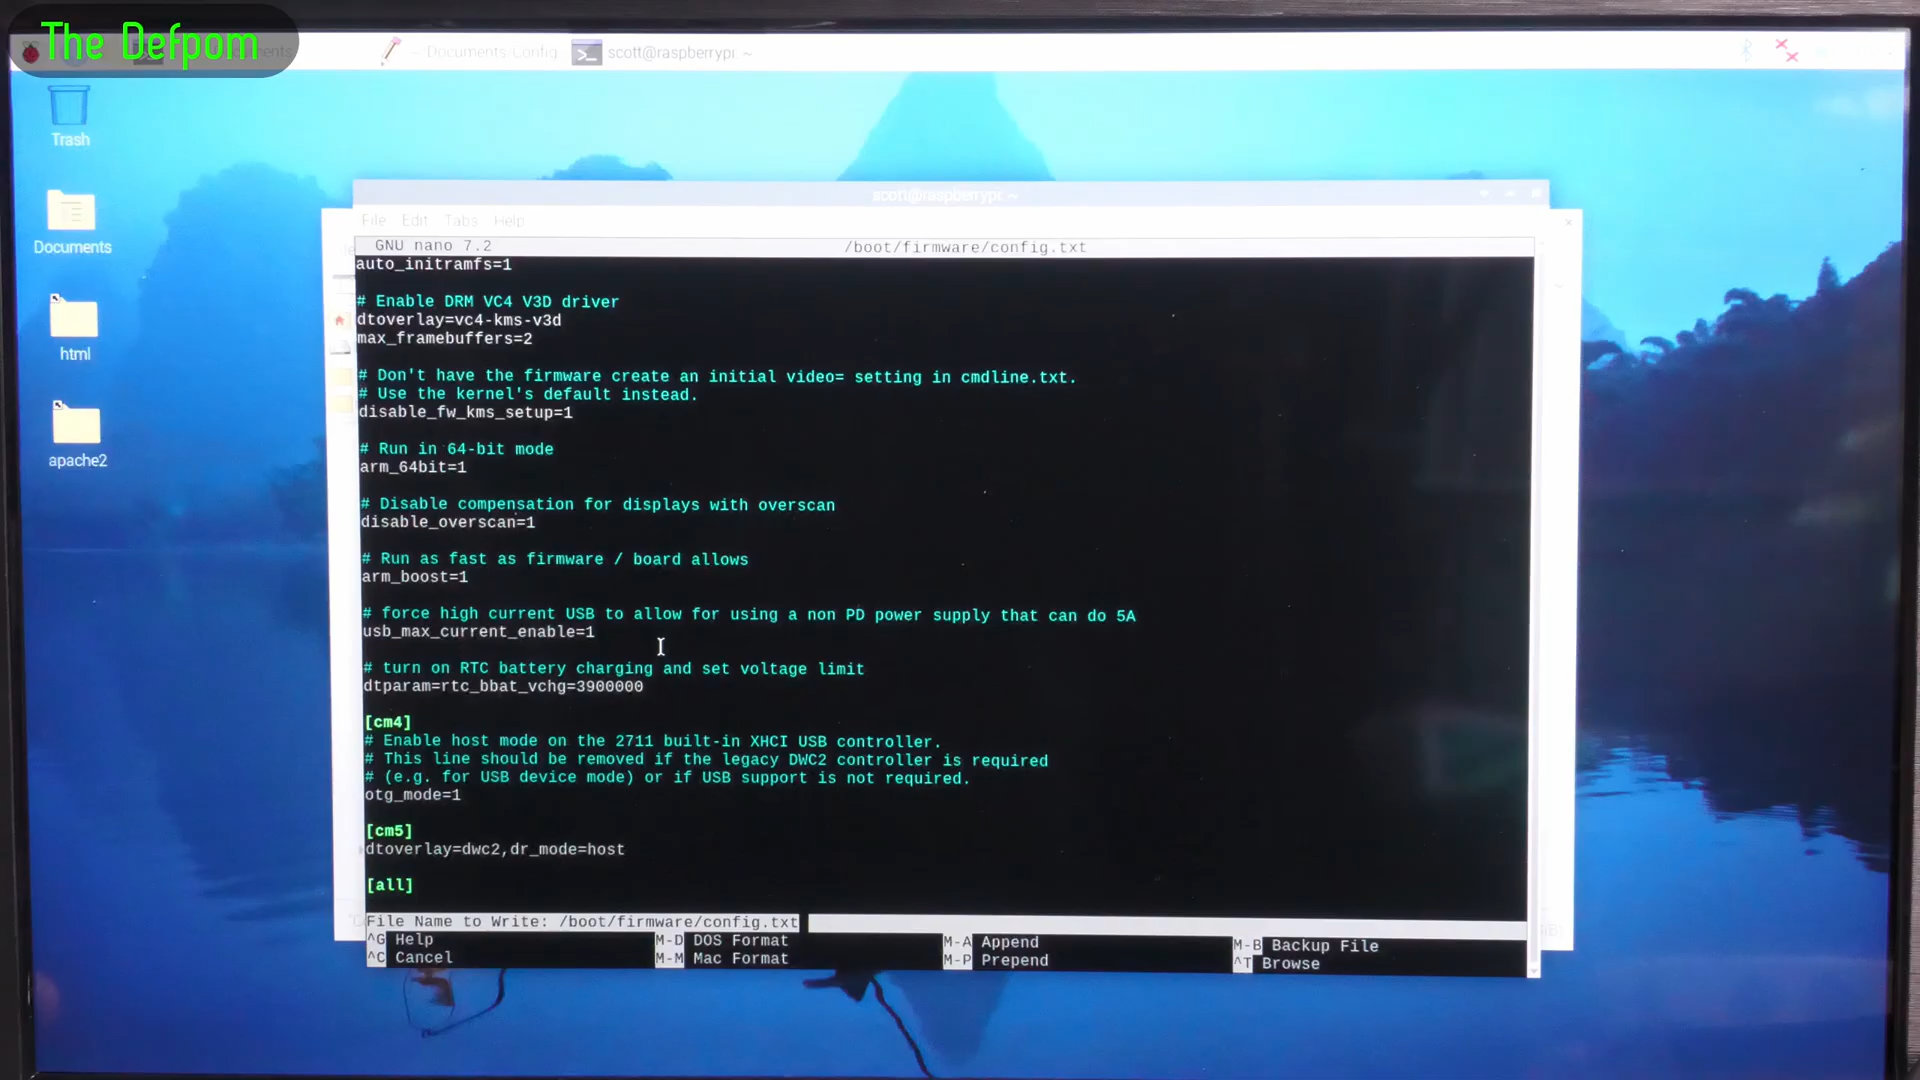 The Defpom
Documents Config
scott@raspberrypi: ~
Trash
Documents
html
apache2
scott@raspberrypi: ~
File Edit Tabs Help
GNU nano 7.2 /boot/firmware/config.txt
auto_initramfs=1
# Enable DRM VC4 V3D driver
dtoverlay=vc4-kms-v3d
max_framebuffers=2
# Don't have the firmware create an initial video= setting in cmdline.txt.
# Use the kernel's default instead.
disable_fw_kms_setup=1
# Run in 64-bit mode
arm_64bit=1
# Disable compensation for displays with overscan
disable_overscan=1
# Run as fast as firmware / board allows
arm_boost=1
# force high current USB to allow for using a non PD power supply that can do 5A
usb_max_current_enable=1
# turn on RTC battery charging and set voltage limit
dtparam=rtc_bbat_vchg=3900000
[cm4]
# Enable host mode on the 2711 built-in XHCI USB controller.
# This line should be removed if the legacy DWC2 controller is required
# (e.g. for USB device mode) or if USB support is not required.
otg_mode=1
[cm5]
dtoverlay=dwc2,dr_mode=host
[all]
File Name to Write: /boot/firmware/config.txt
^G Help M-D DOS Format M-A Append M-B Backup File
^C Cancel M-M Mac Format M-P Prepend ^T Browse